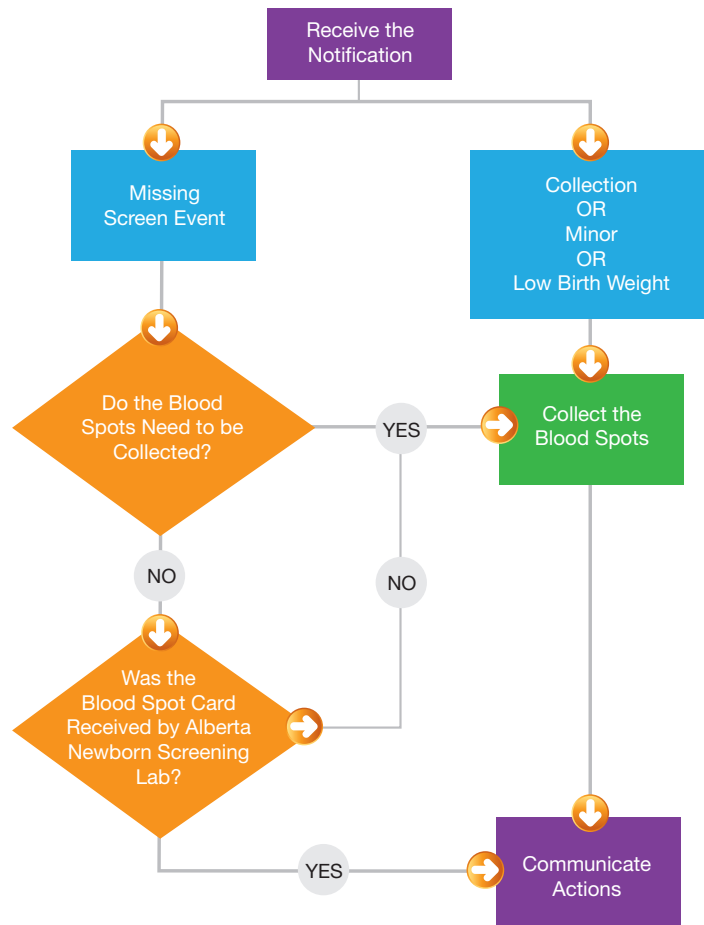 Receive the
Notification
Missing
Screen Event
Collection
OR
Minor
OR
Low Birth Weight
Do the Blood
Spots Need to be
Collected?
YES
Collect the
Blood Spots
NO
NO
Was the
Blood Spot Card
Received by Alberta
Newborn Screening
Lab?
YES
Communicate
Actions